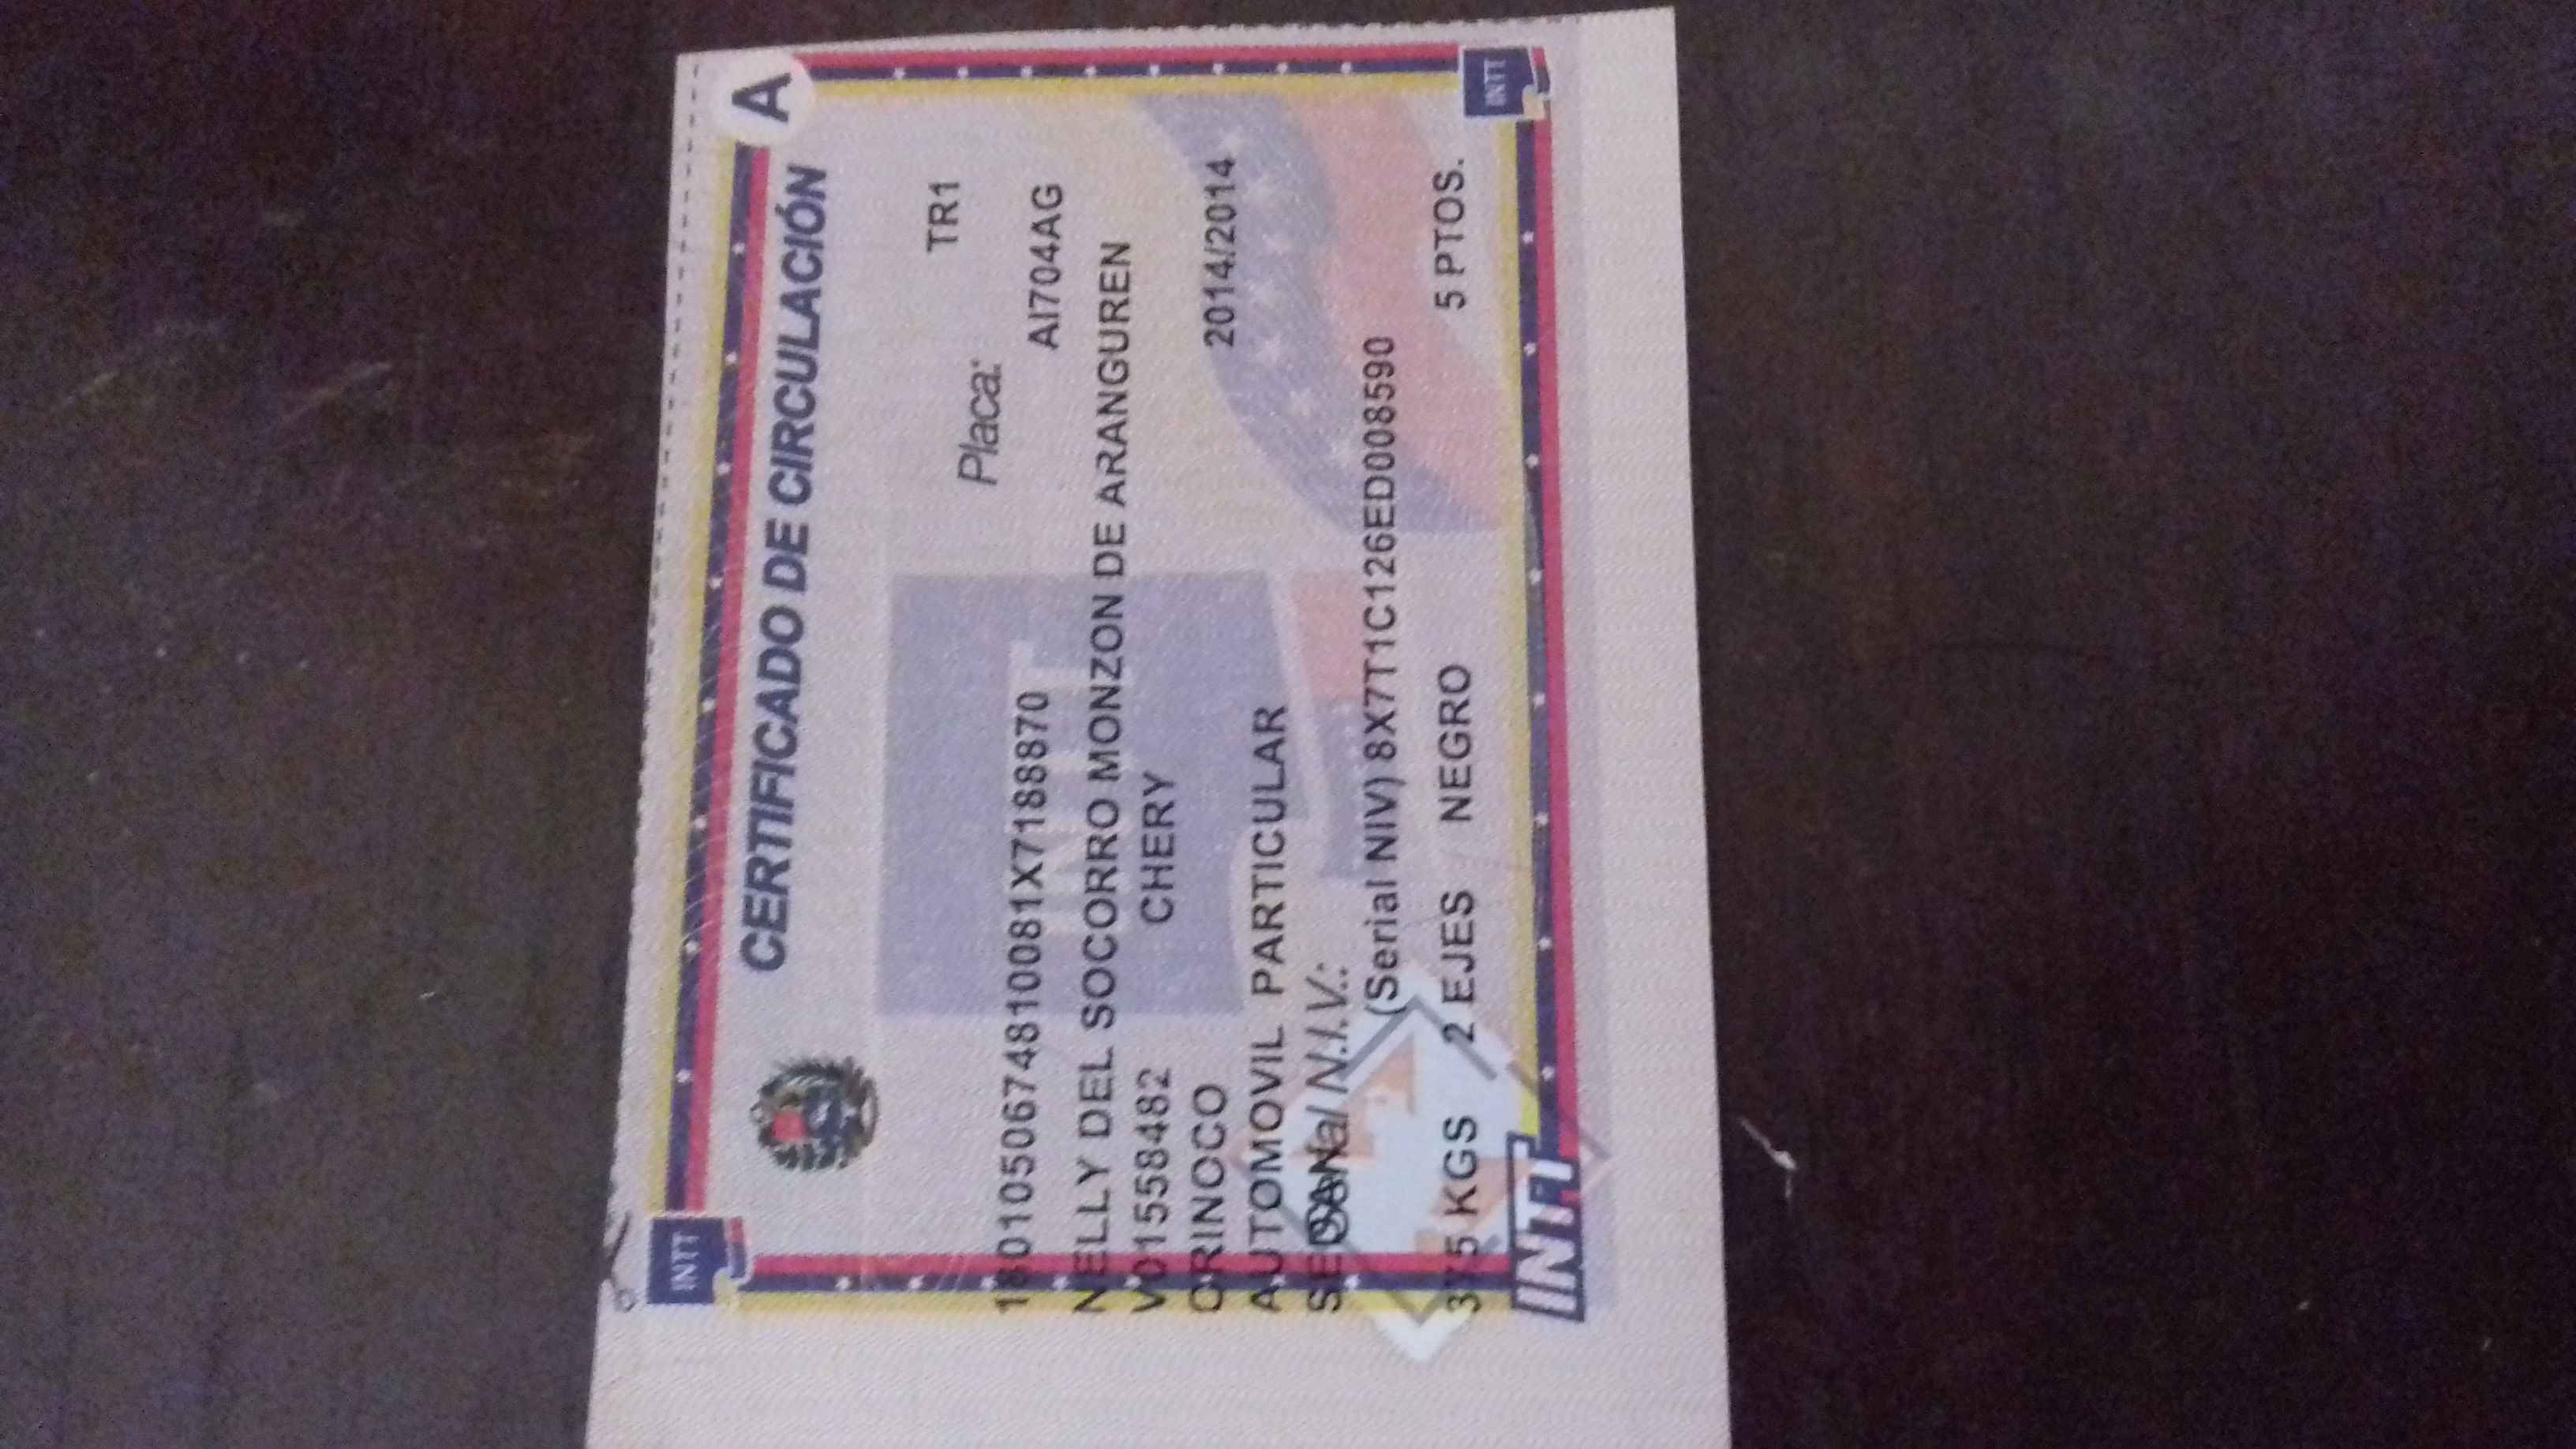 INTT
A
CERTIFICADO DE CIRCULACIÓN
TR1
Placa:
1801050674810081X7188870
AI704AG
NELLY DEL SOCORRO MONZON DE ARANGUREN
V01558482 CHERY
ORINOCO 2014/2014
AUTOMOVIL PARTICULAR
SEDAN Serial N.I.V.:
(Serial NIV) 8X7T1C126ED008590
375 KGS 2 EJES NEGRO 5 PTOS.
INTT
INTT
INTT